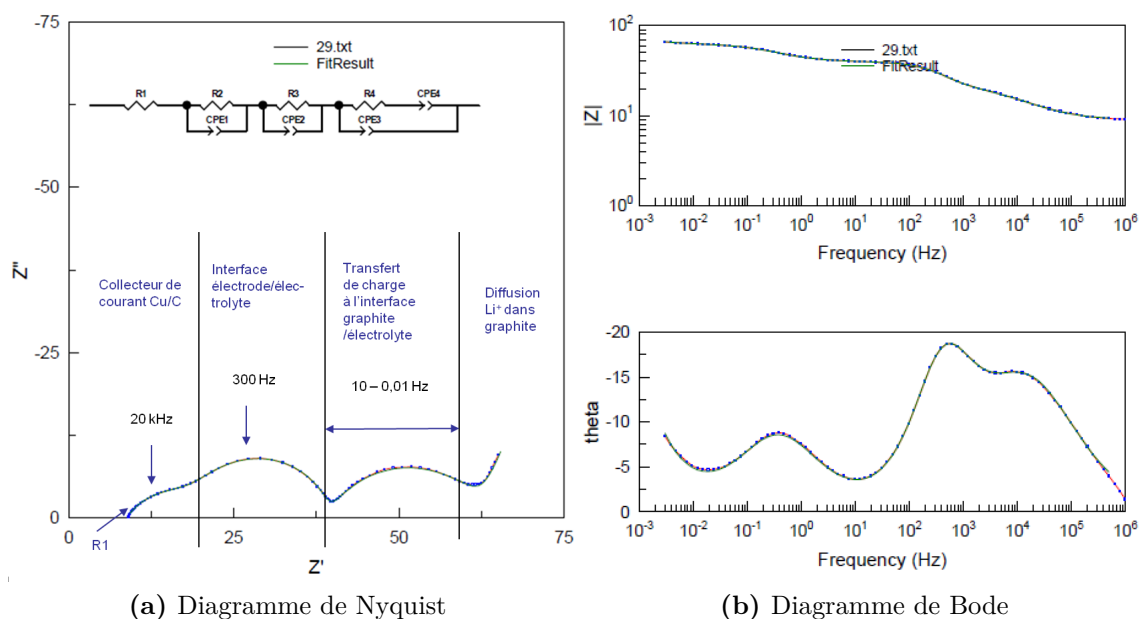 -75
29.txt
FitResult
R1
R2
R3
R4
CPE4
CPE1
CPE2
CPE3
-50
Z''
Collecteur de
courant Cu/C
Interface
électrode/élec-
trolyte
Transfert
de charge
à l'interface
graphite
/électrolyte
Diffusion
Li⁺ dans
graphite
-25
20 kHz
300 Hz
10 – 0,01 Hz
0
R1
0
25
50
75
Z'
(a) Diagramme de Nyquist
10²
29.txt
FitResult
|Z|
10¹
10⁰
10⁻³ 10⁻² 10⁻¹ 10⁰ 10¹ 10² 10³ 10⁴ 10⁵ 10⁶
Frequency (Hz)
-20
-15
theta
-10
-5
0
10⁻³ 10⁻² 10⁻¹ 10⁰ 10¹ 10² 10³ 10⁴ 10⁵ 10⁶
Frequency (Hz)
(b) Diagramme de Bode